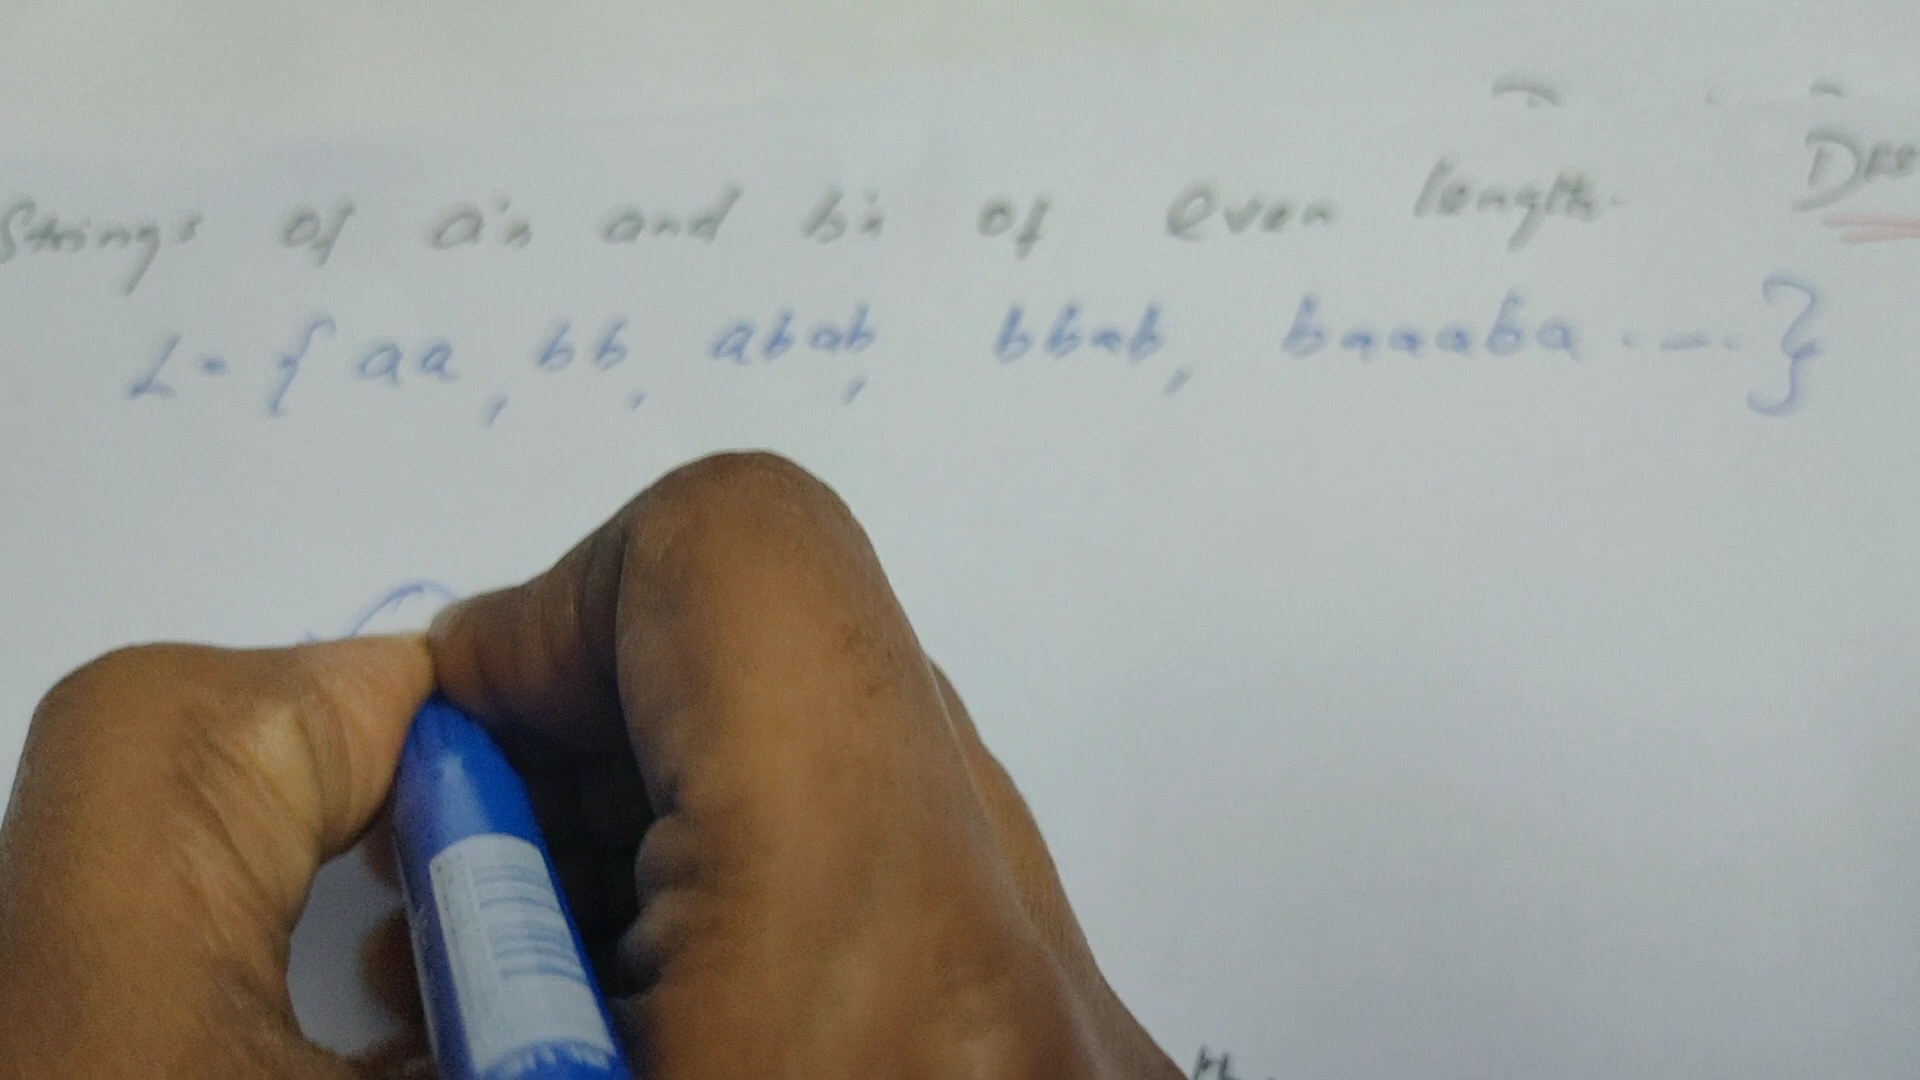 Strings of a's and b's of even length.
L = { aa, bb, abab, bbab, baaaba ..... }